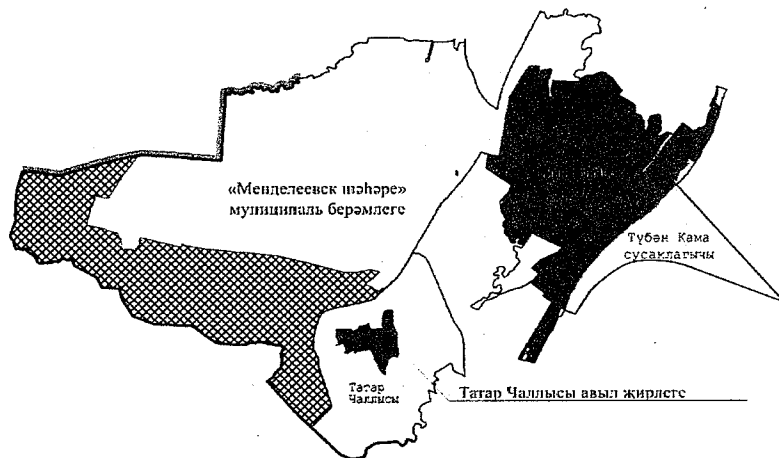 «Менделеевск шәһәре»
муниципаль берәмлеге
Түбән Кама
сусаклагычы
Татар
Чаллысы
Татар Чаллысы авыл җирлеге